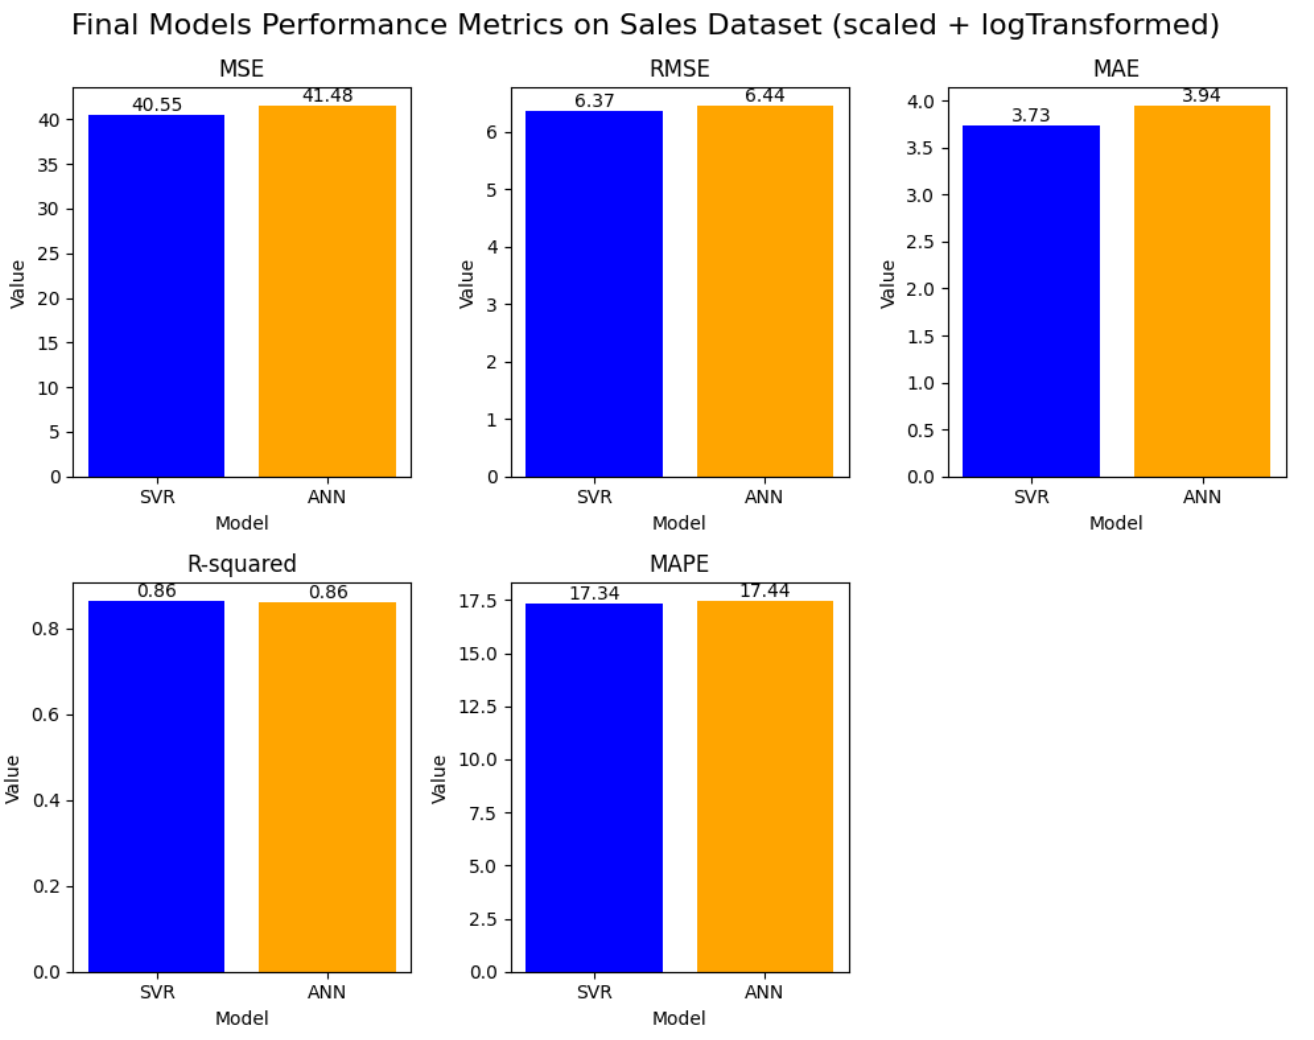 Final Models Performance Metrics on Sales Dataset (scaled + logTransformed)
MSE
40.55
41.48
40
35
30
25
20
15
10
5
0
Value
SVR
ANN
Model
RMSE
6.37
6.44
6
5
4
3
2
1
0
Value
SVR
ANN
Model
MAE
3.73
3.94
4.0
3.5
3.0
2.5
2.0
1.5
1.0
0.5
0.0
Value
SVR
ANN
Model
R-squared
0.86
0.86
0.8
0.6
0.4
0.2
0.0
Value
SVR
ANN
Model
MAPE
17.34
17.44
17.5
15.0
12.5
10.0
7.5
5.0
2.5
0.0
Value
SVR
ANN
Model